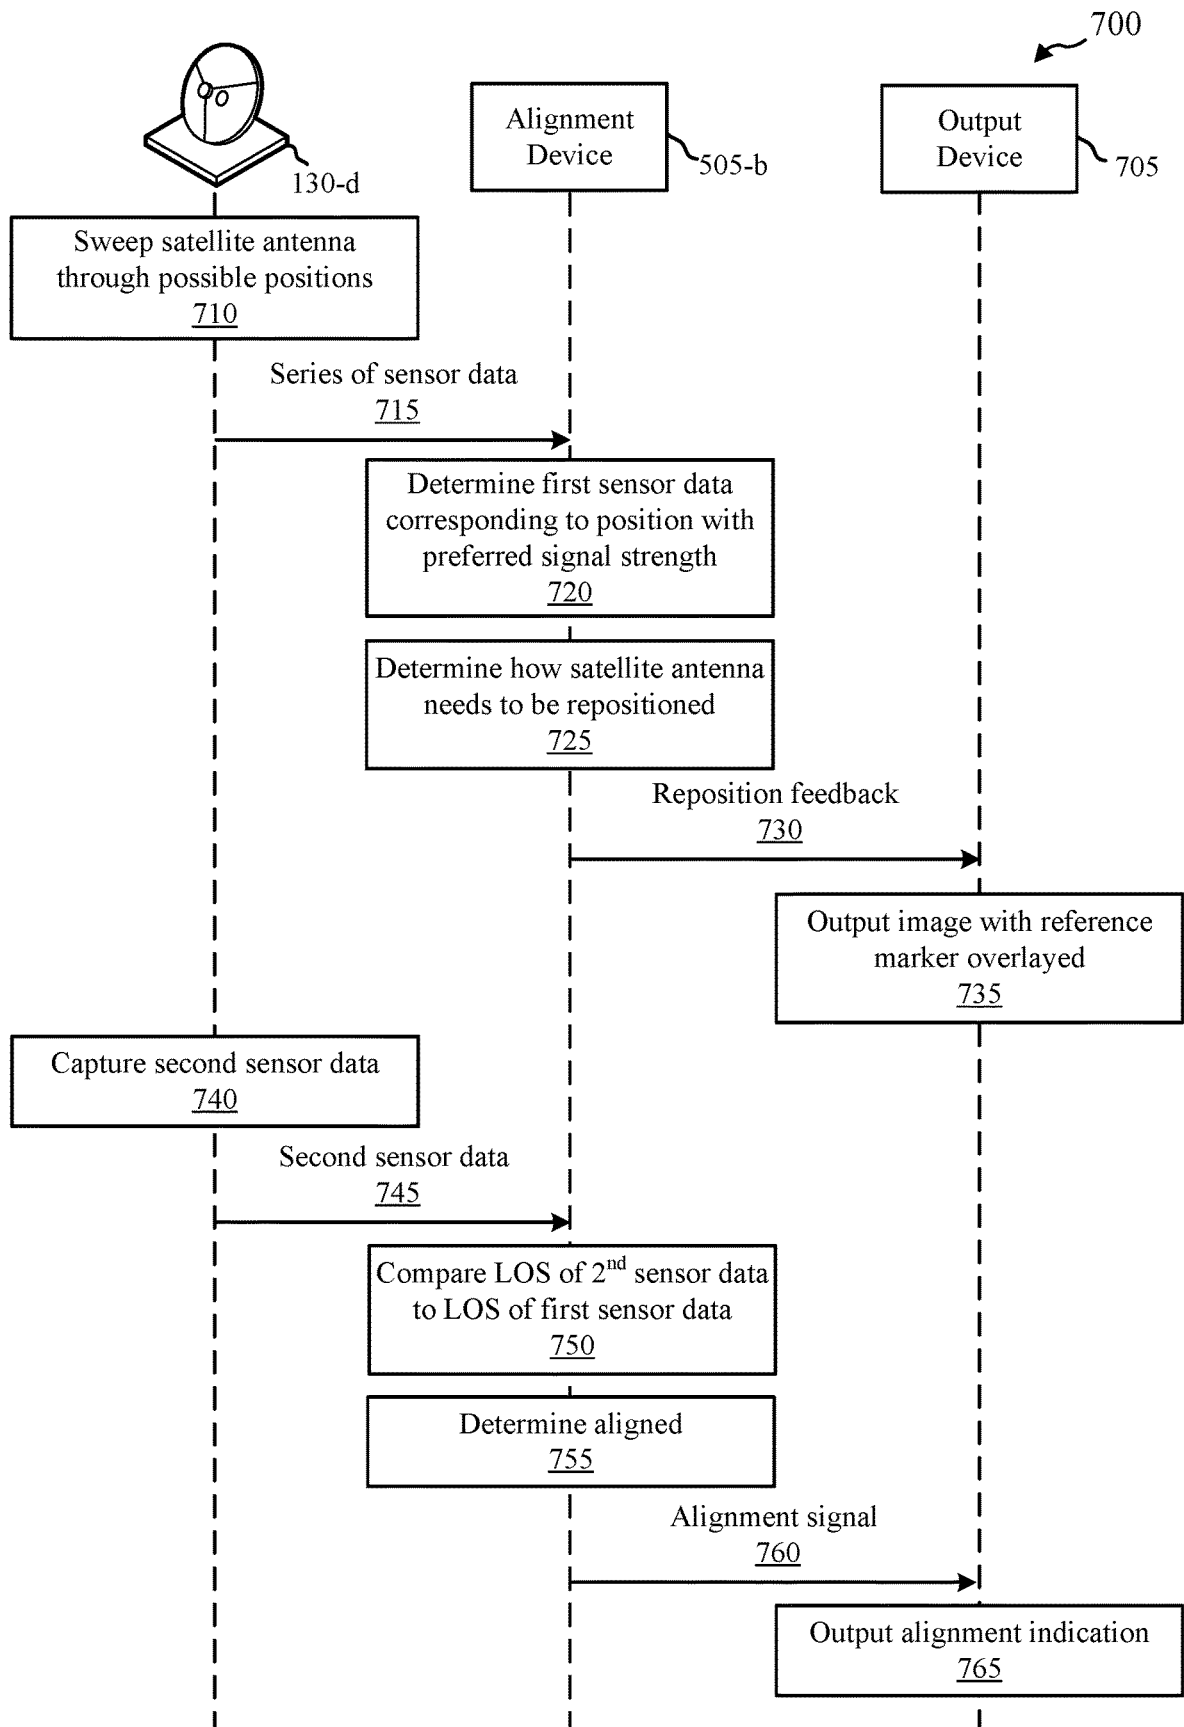 700
130-d
Alignment
Device
505-b
Output
Device
705
Sweep satellite antenna
through possible positions
710
Series of sensor data
715
Determine first sensor data
corresponding to position with
preferred signal strength
720
Determine how satellite antenna
needs to be repositioned
725
Reposition feedback
730
Output image with reference
marker overlayed
735
Capture second sensor data
740
Second sensor data
745
Compare LOS of 2nd sensor data
to LOS of first sensor data
750
Determine aligned
755
Alignment signal
760
Output alignment indication
765